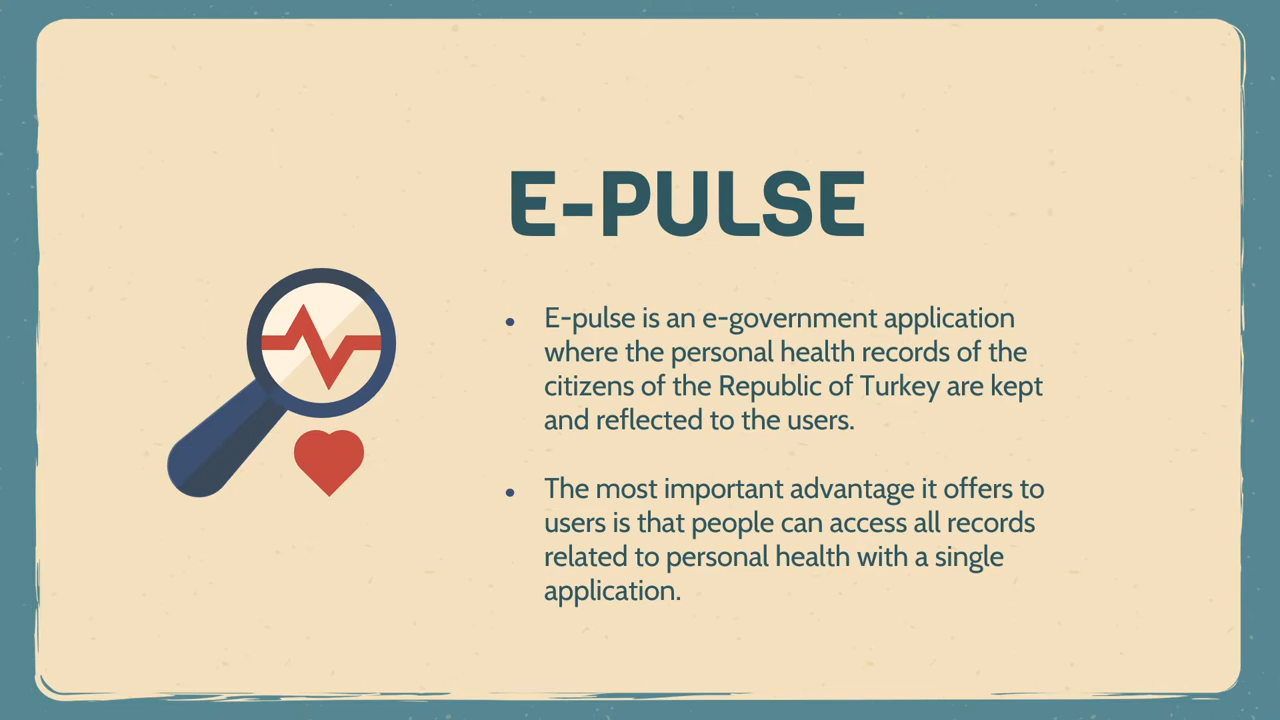 E-PULSE
• E-pulse is an e-government application
where the personal health records of the
citizens of the Republic of Turkey are kept
and reflected to the users.
• The most important advantage it offers to
users is that people can access all records
related to personal health with a single
application.